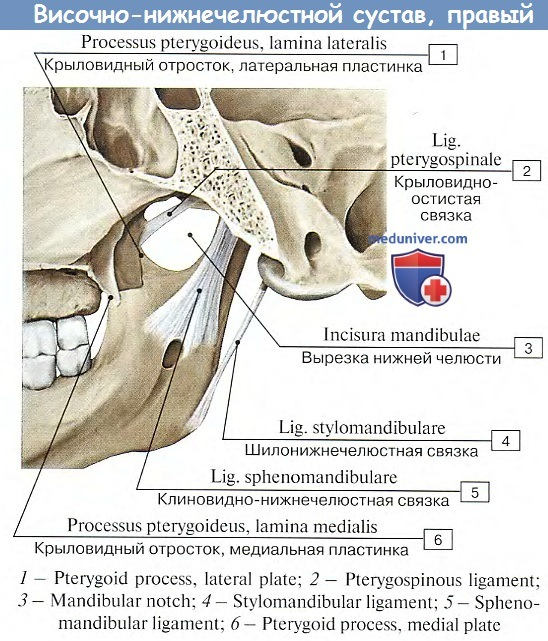 Височно-нижнечелюстной сустав, правый
Processus pterygoideus, lamina lateralis
Крыловидный отросток, латеральная пластинка
1
Lig.
pterygospinale
Крыловидно-
остистая
связка
2
meduniver.com
Incisura mandibulae
Вырезка нижней челюсти
3
Lig. stylomandibulare
Шилонижнечелюстная связка
4
Lig. sphenomandibulare
Клиновидно-нижнечелюстная связка
5
Processus pterygoideus, lamina medialis
Крыловидный отросток, медиальная пластинка
6
1 – Pterygoid process, lateral plate; 2 – Pterygospinous ligament;
3 – Mandibular notch; 4 – Stylomandibular ligament; 5 – Spheno-
mandibular ligament; 6 – Pterygoid process, medial plate